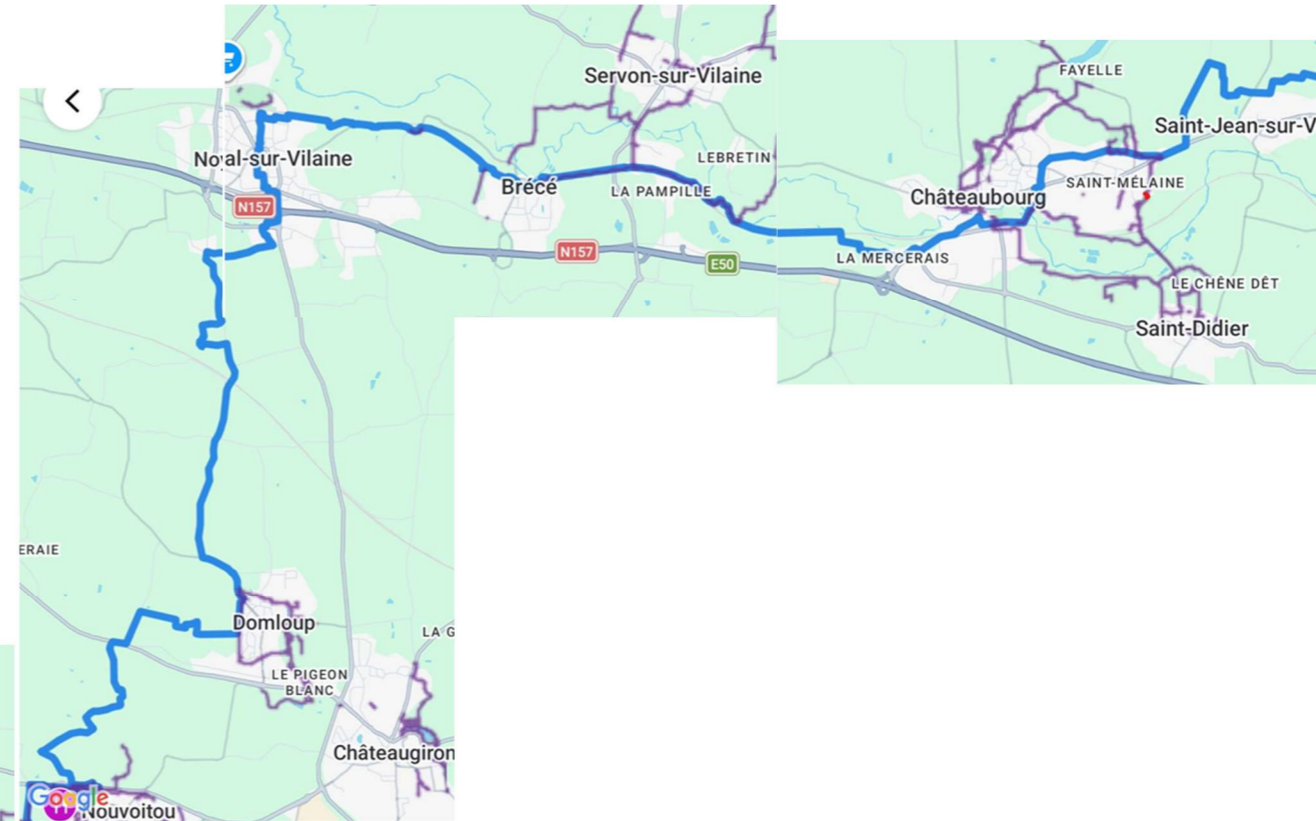 Servon-sur-Vilaine
FAYELLE
Noyal-sur-Vilaine
LEBRETIN
Saint-Jean-sur-V
Brécé
LA PAMPILLE
SAINT-MÉLAINE
Châteaubourg
N157
N157
E50
LA MERCERAIS
LE CHÊNE DÊT
Saint-Didier
ERAIE
Domloup
LA G
LE PIGEON
BLANC
Châteaugiron
Google
Nouvoitou